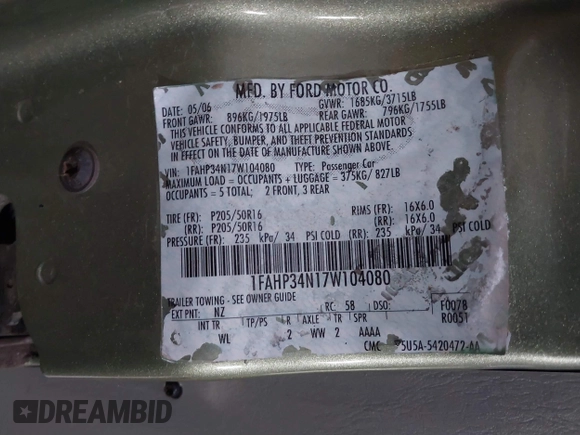 MFD. BY FORD MOTOR CO.
DATE: 05/06 GVWR: 1685KG/3715LB
FRONT GAWR: 896KG/1975LB REAR GAWR: 796KG/1755LB
THIS VEHICLE CONFORMS TO ALL APPLICABLE FEDERAL MOTOR
VEHICLE SAFETY, BUMPER, AND THEFT PREVENTION STANDARDS
IN EFFECT ON THE DATE OF MANUFACTURE SHOWN ABOVE.
VIN: 1FAHP34N17W104080 TYPE: Passenger Car
MAXIMUM LOAD = OCCUPANTS + LUGGAGE = 375KG/ 827LB
OCCUPANTS = 5 TOTAL; 2 FRONT, 3 REAR
TIRE (FR): P205/50R16 RIMS (FR): 16X6.0
(RR): P205/50R16 (RR): 16X6.0
PRESSURE (FR): 235 kPa/ 34 PSI COLD (RR): 235 kPa/ 34 PSI COLD
1FAHP34N17W104080
TRAILER TOWING - SEE OWNER GUIDE
EXT PNT: NZ RC: 58 DSO: F0078
R0051
INT TR TP/PS R AXLE TR SPR
WL 2 WW 2 AAAA
CMC 5U5A-5420472-AA
DREAMBID